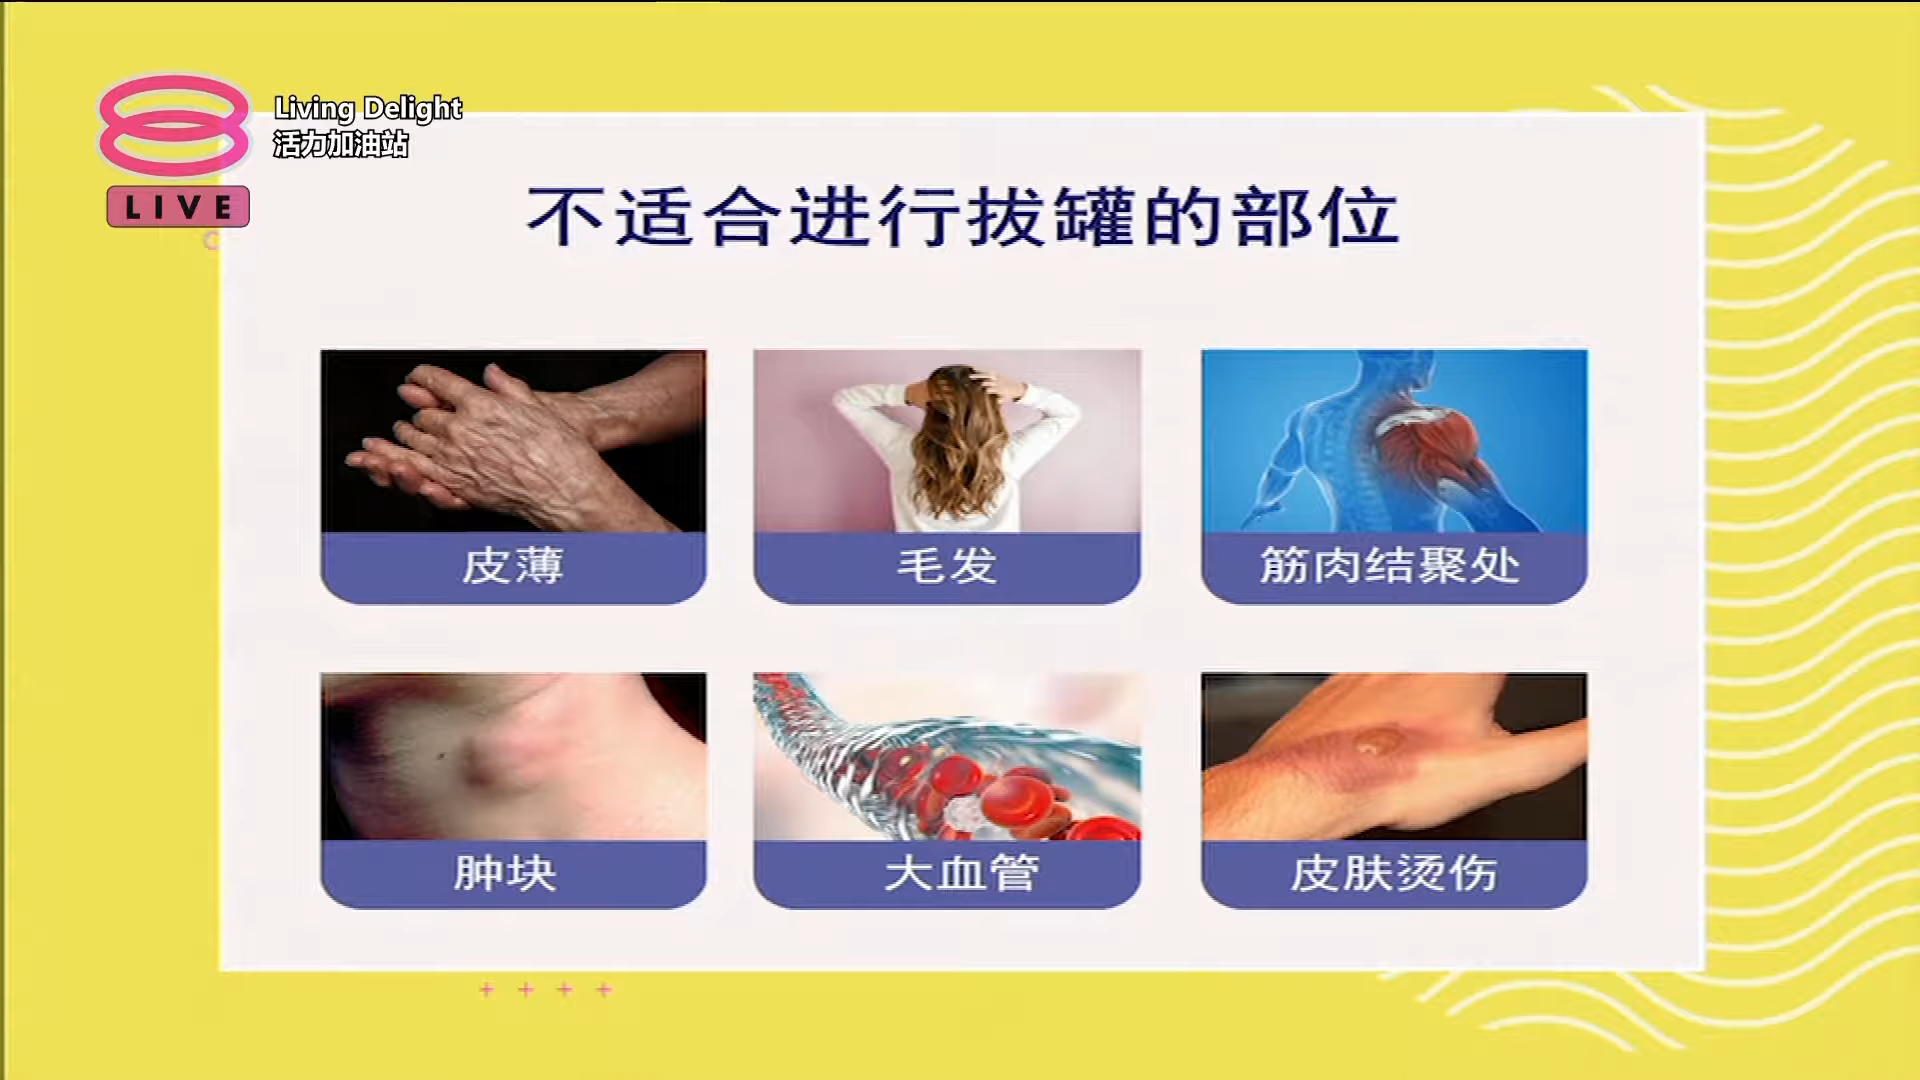 Living Delight
活力加油站
LIVE
不适合进行拔罐的部位
皮薄
毛发
筋肉结聚处
肿块
大血管
皮肤烫伤